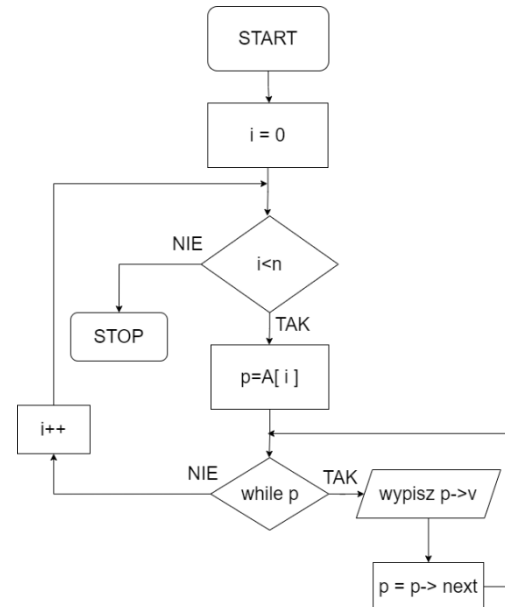 START
i = 0
NIE
i<n
STOP
TAK
p=A[ i ]
i++
NIE
while p
TAK
wypisz p->v
p = p-> next